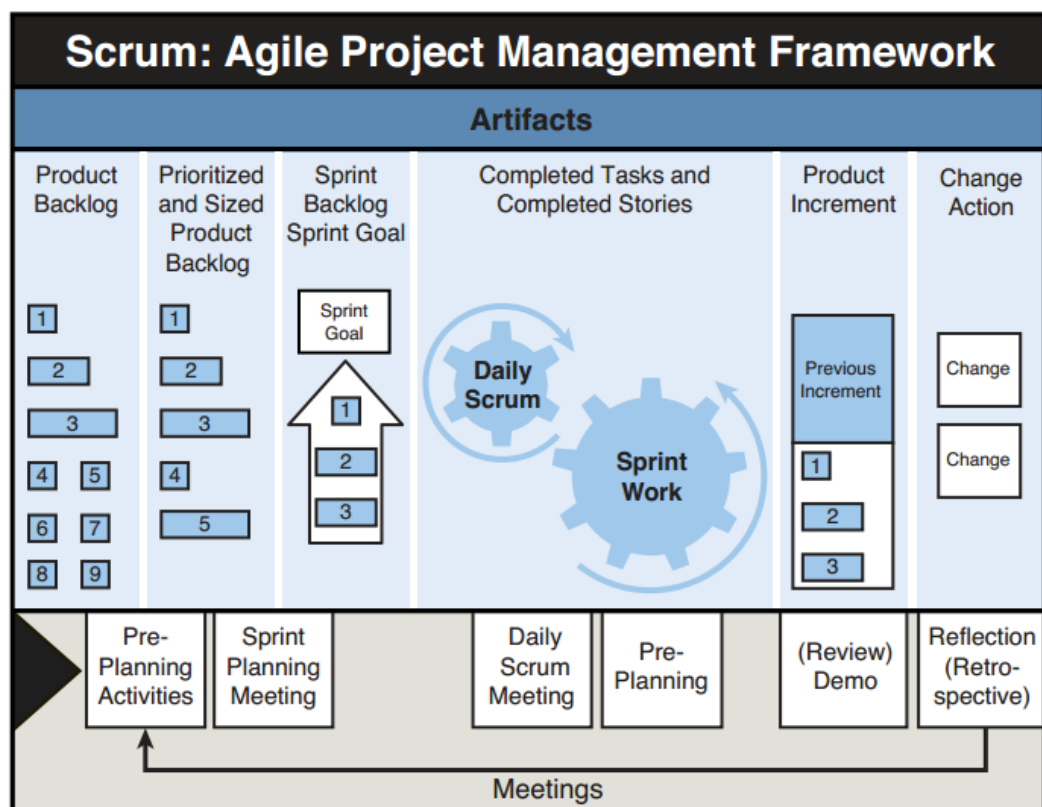 Scrum: Agile Project Management Framework
Artifacts
Product
Backlog
Prioritized
and Sized
Product
Backlog
Sprint
Backlog
Sprint Goal
Completed Tasks and
Completed Stories
Product
Increment
Change
Action
1
2
3
4 5
6 7
8 9
1
2
3
4
5
Sprint
Goal
1
2
3
Daily
Scrum
Sprint
Work
Previous
Increment
1
2
3
Change
Change
Pre-
Planning
Activities
Sprint
Planning
Meeting
Daily
Scrum
Meeting
Pre-
Planning
(Review)
Demo
Reflection
(Retro-
spective)
Meetings